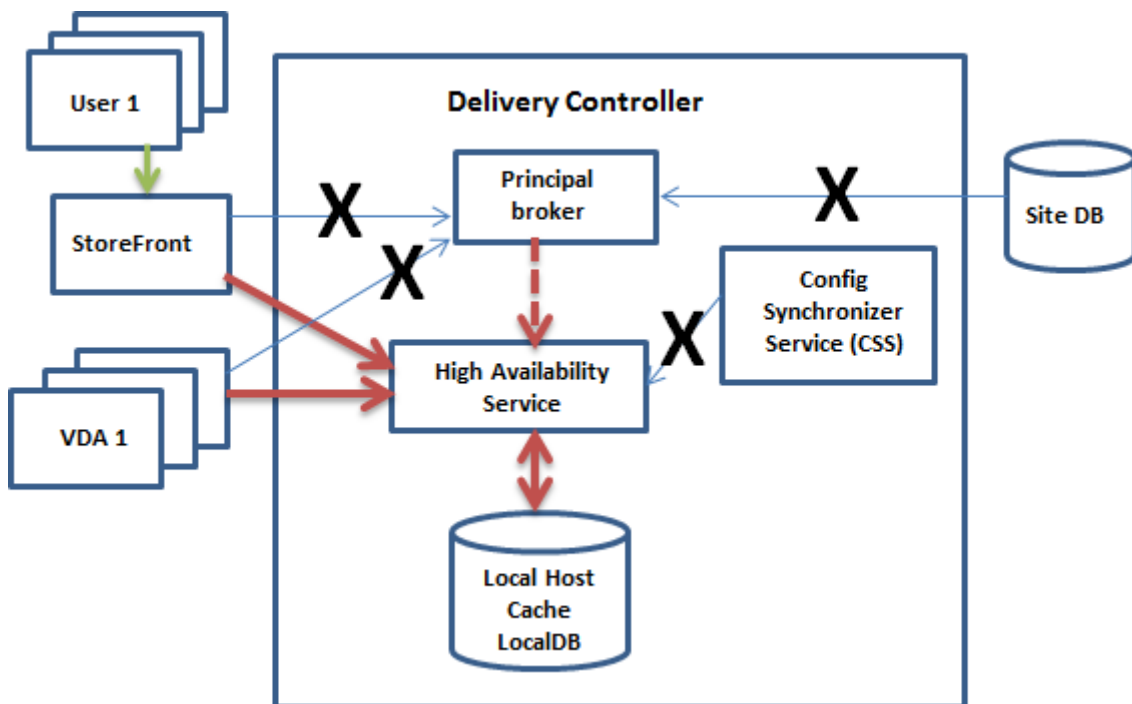 User 1
Delivery Controller
Principal
broker
X
X
Site DB
StoreFront
X
Config
Synchronizer
Service (CSS)
X
High Availability
Service
VDA 1
Local Host
Cache
LocalDB